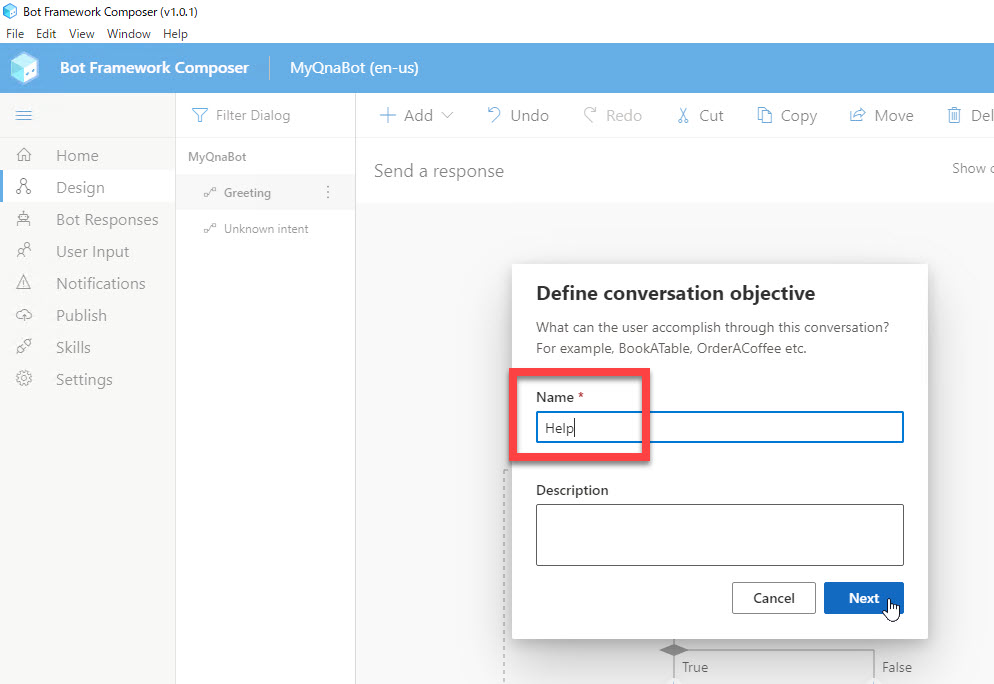 Bot Framework Composer (v1.0.1)
File Edit View Window Help
Bot Framework Composer MyQnaBot (en-us)
Filter Dialog
Add Undo Redo Cut Copy Move Del
MyQnaBot
Greeting
Unknown intent
Home
Design
Bot Responses
User Input
Notifications
Publish
Skills
Settings
Send a response
Show c
Define conversation objective
What can the user accomplish through this conversation?
For example, BookATable, OrderACoffee etc.
Name *
Help
Description
Cancel Next
True False